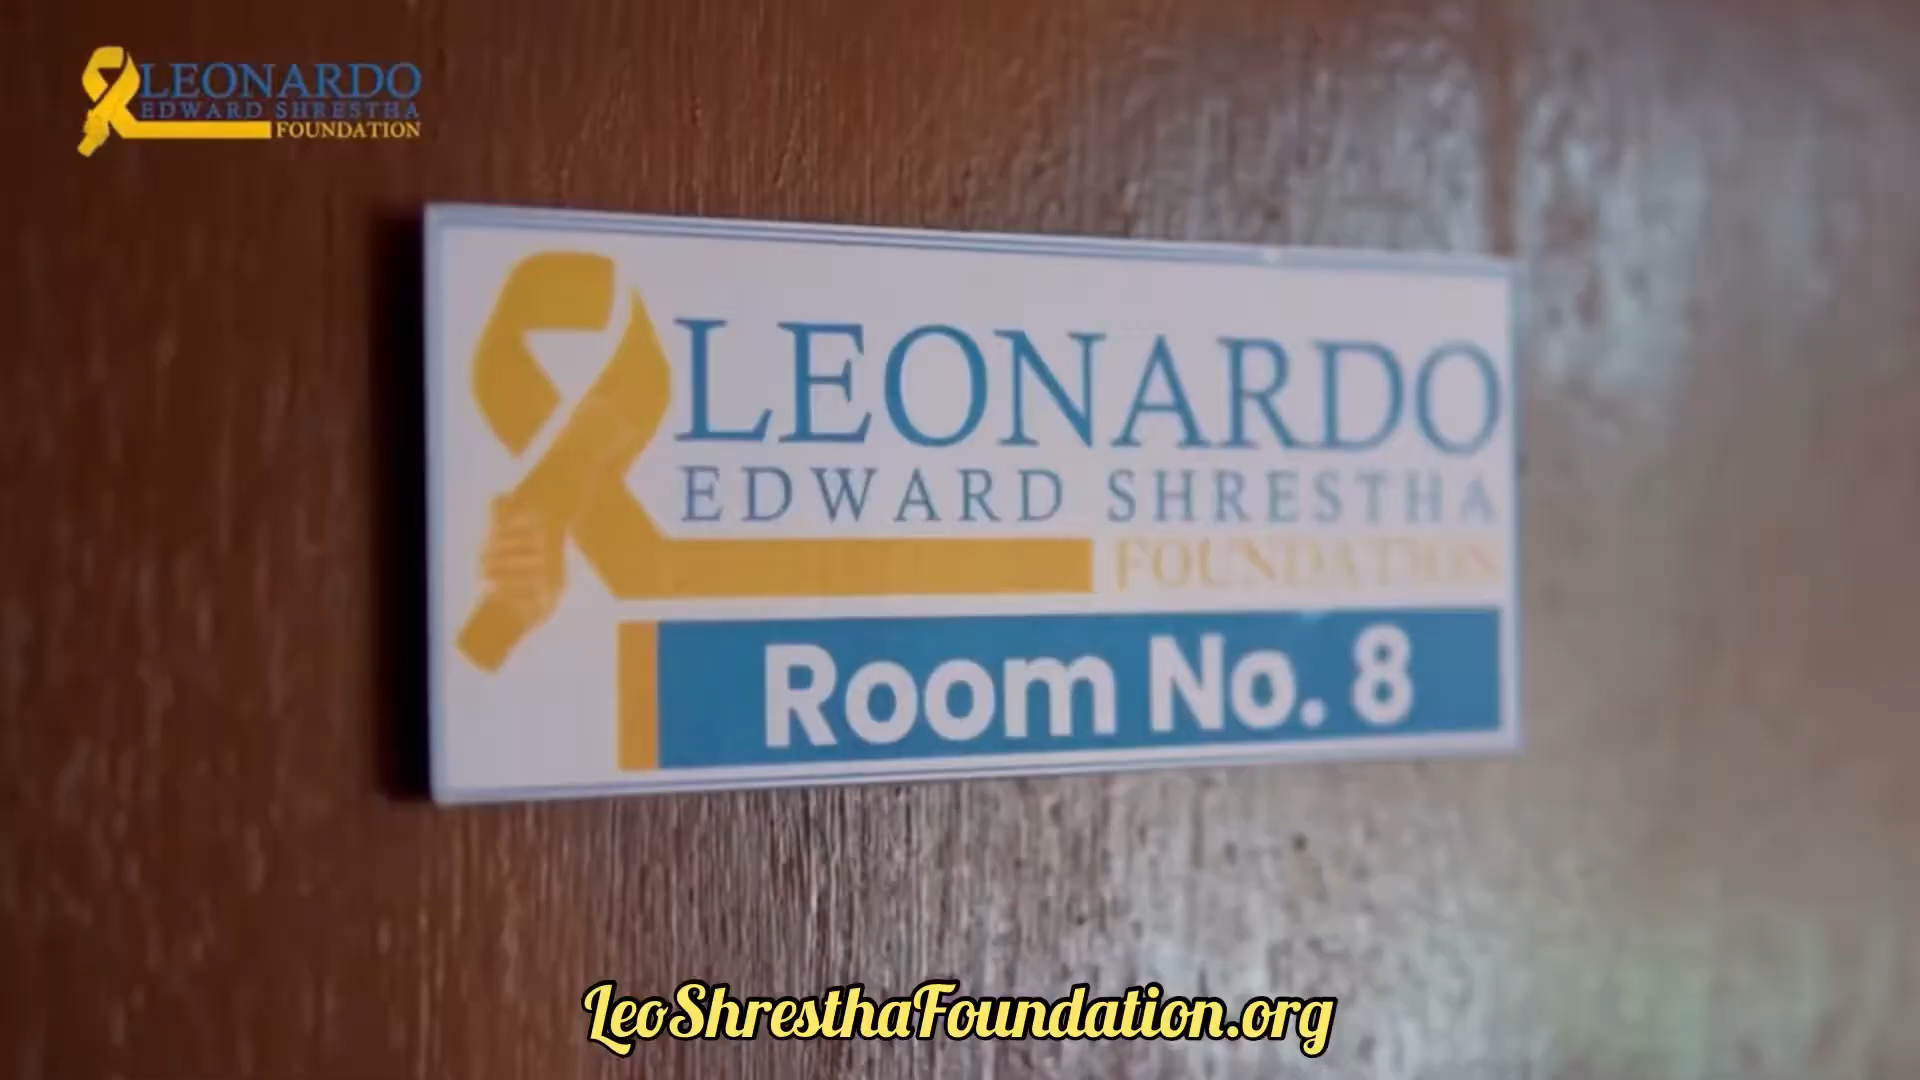 LEONARDO
EDWARD SHRESTHA
FOUNDATION
LEONARDO
EDWARD SHRESTHA
FOUNDATION
Room No. 8
LeoShresthaFoundation.org